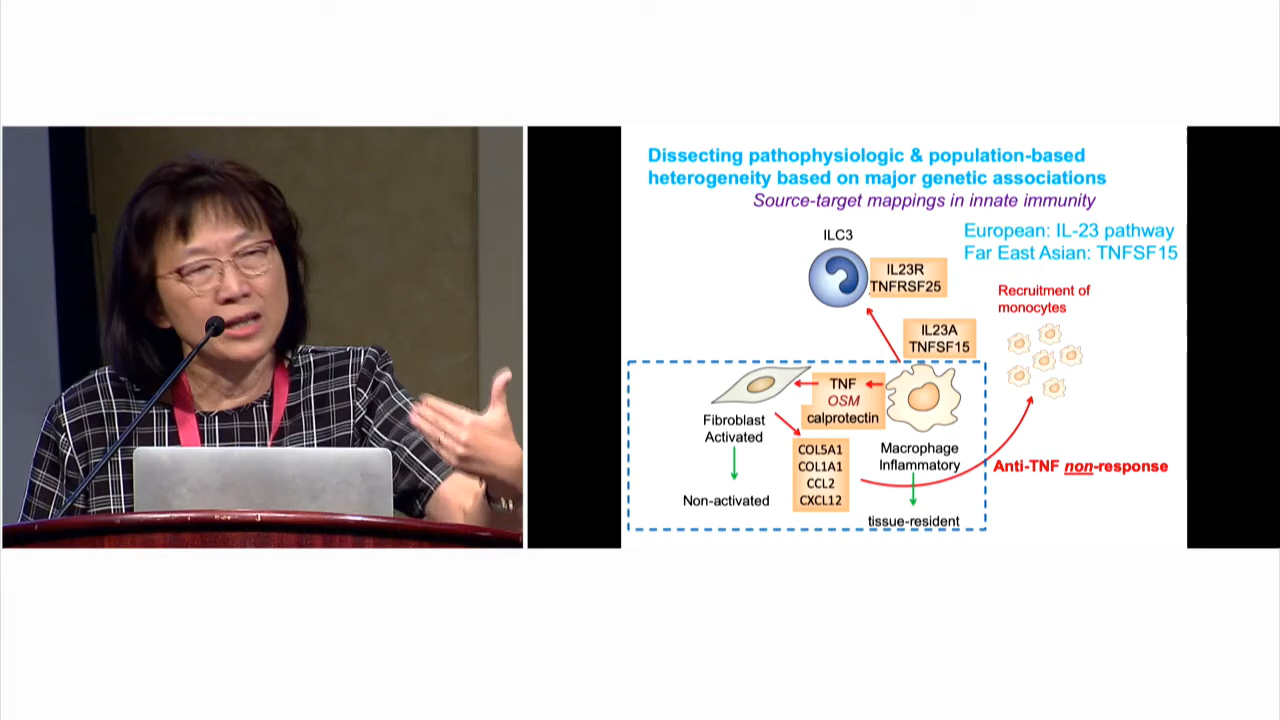 Dissecting pathophysiologic & population-based
heterogeneity based on major genetic associations
Source-target mappings in innate immunity
European: IL-23 pathway
Far East Asian: TNFSF15
ILC3
IL23R
TNFRSF25
Recruitment of
monocytes
IL23A
TNFSF15
TNF
OSM
calprotectin
Fibroblast
Activated
Non-activated
COL5A1
COL1A1
CCL2
CXCL12
Macrophage
Inflammatory
tissue-resident
Anti-TNF non-response